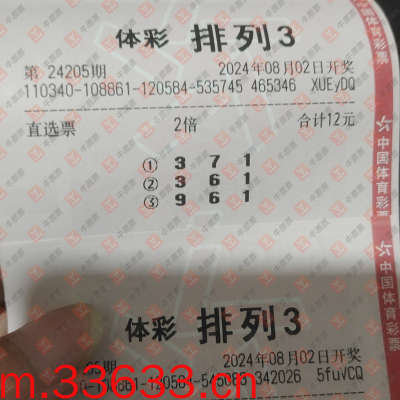 体彩 排列3
第 24205期 2024年08月02日开奖
110340-108861-120584-535745 465346 XUEyDQ
直选票 2倍 合计12元
① 3 7 1
② 3 6 1
③ 9 6 1
中国体育彩票
中国体育彩票
体彩 排列3
05期 2024年08月02日开奖
342026 5fuVCQ
m.33633.cn